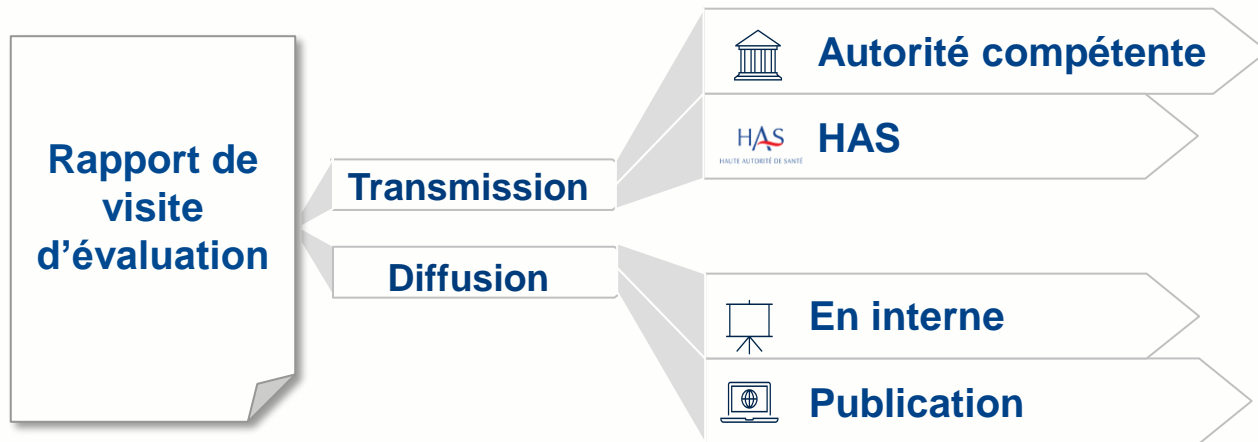 Rapport de
visite
d'évaluation
Transmission
Diffusion
Autorité compétente
HAS
HAUTE AUTORITÉ DE SANTÉ
HAS
En interne
Publication